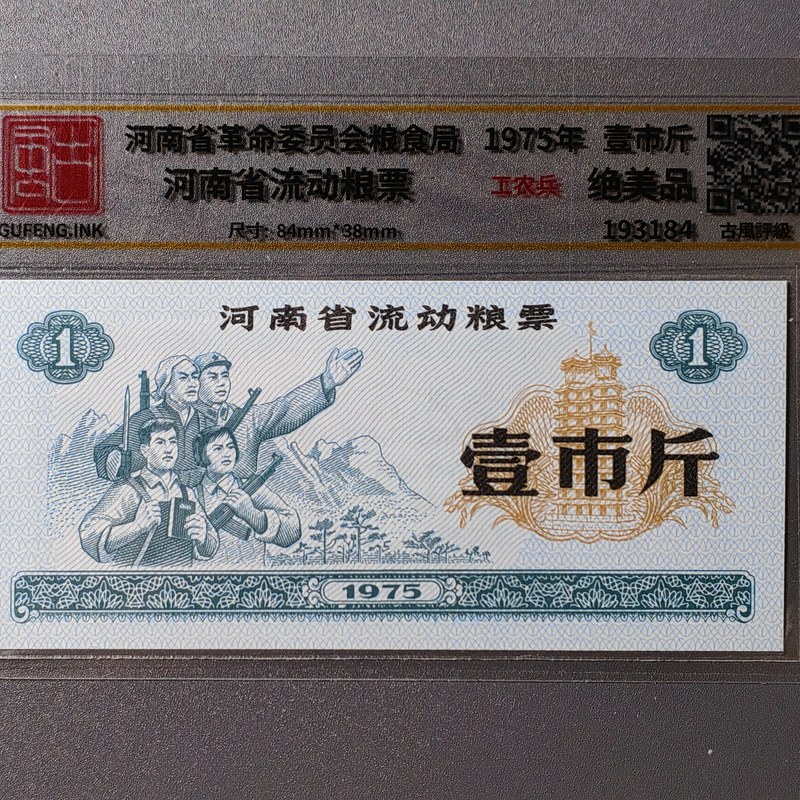 河南省革命委员会粮食局 1975年 壹市斤
河南省流动粮票 工农兵 绝美品
GUFENG.INK 尺寸: 84mm*38mm 193184 古風評級
河南省流动粮票
1 1
壹市斤
1975